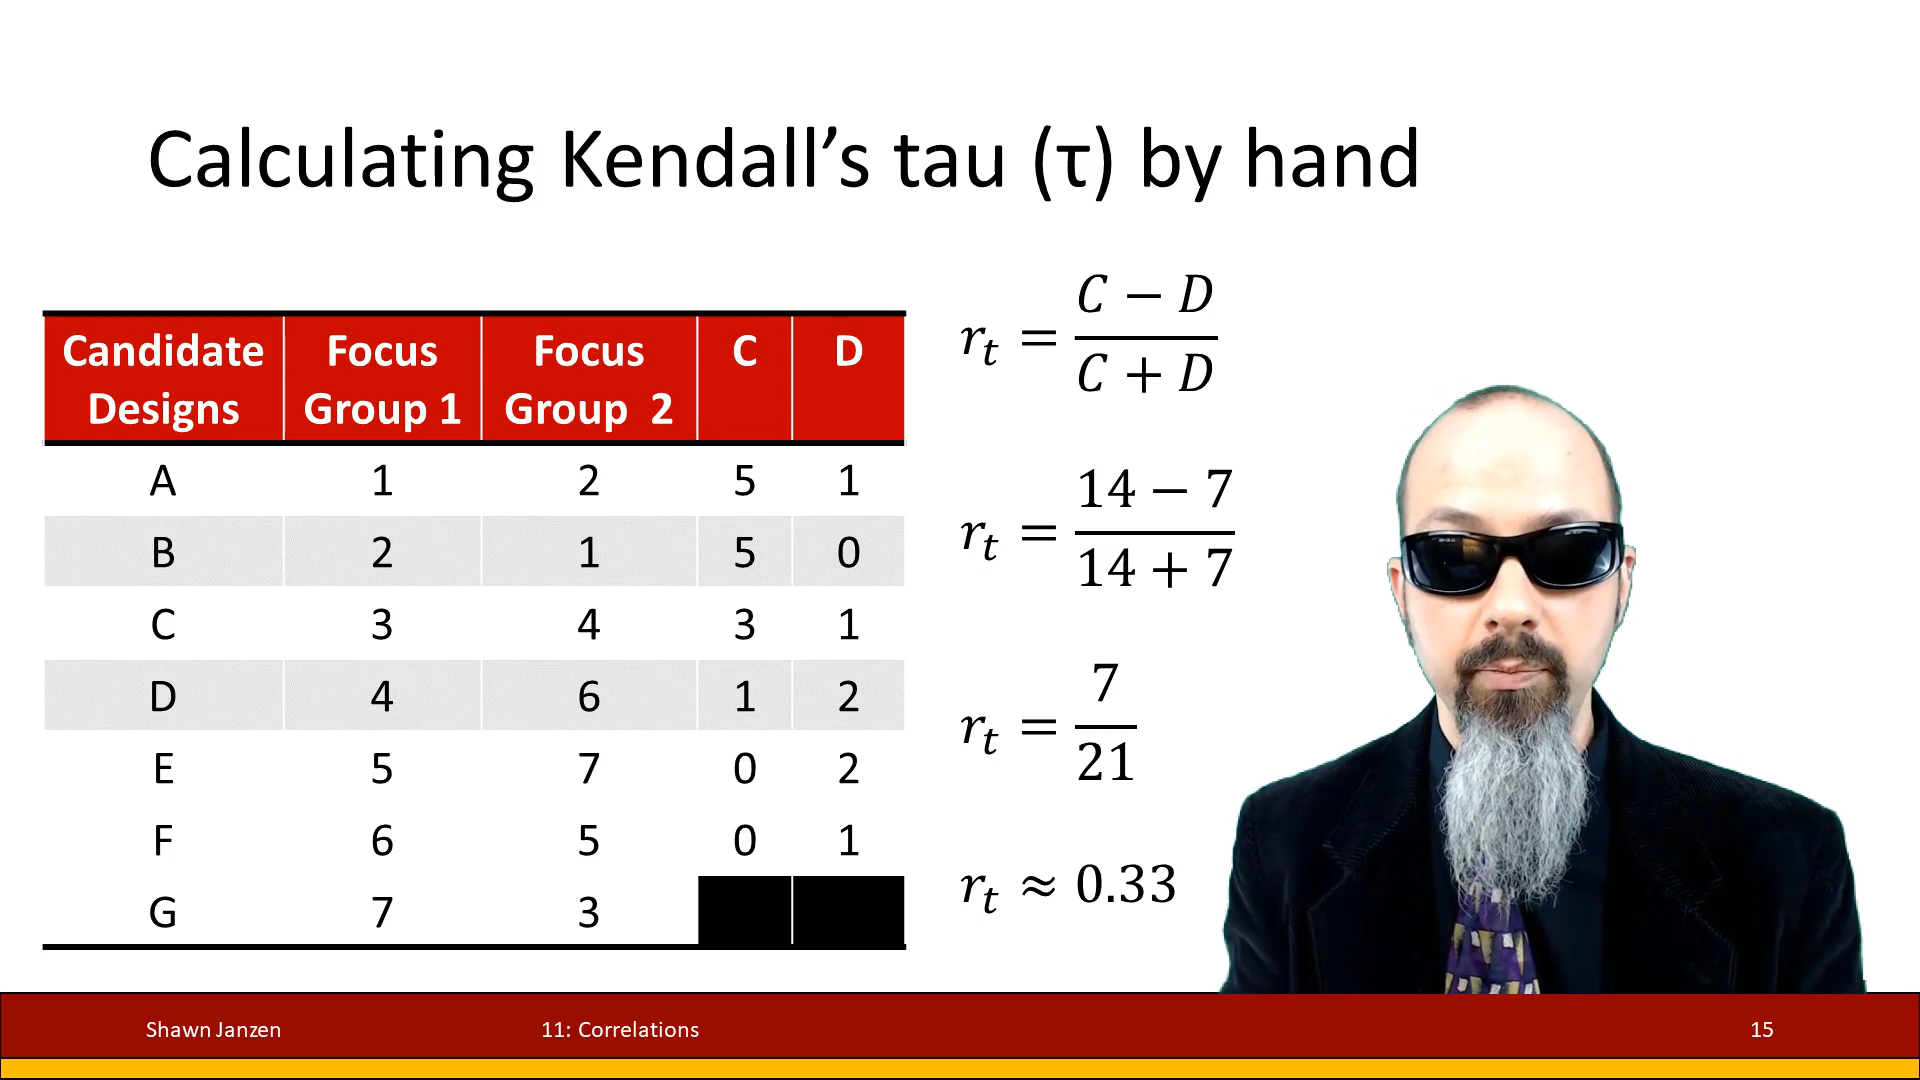 Calculating Kendall’s tau (τ) by hand
Candidate Designs Focus Group 1 Focus Group 2 C D
A 1 2 5 1
B 2 1 5 0
C 3 4 3 1
D 4 6 1 2
E 5 7 0 2
F 6 5 0 1
G 7 3
r_t = (C − D) / (C + D)
r_t = (14 − 7) / (14 + 7)
r_t = 7 / 21
r_t ≈ 0.33
Shawn Janzen 11: Correlations 15